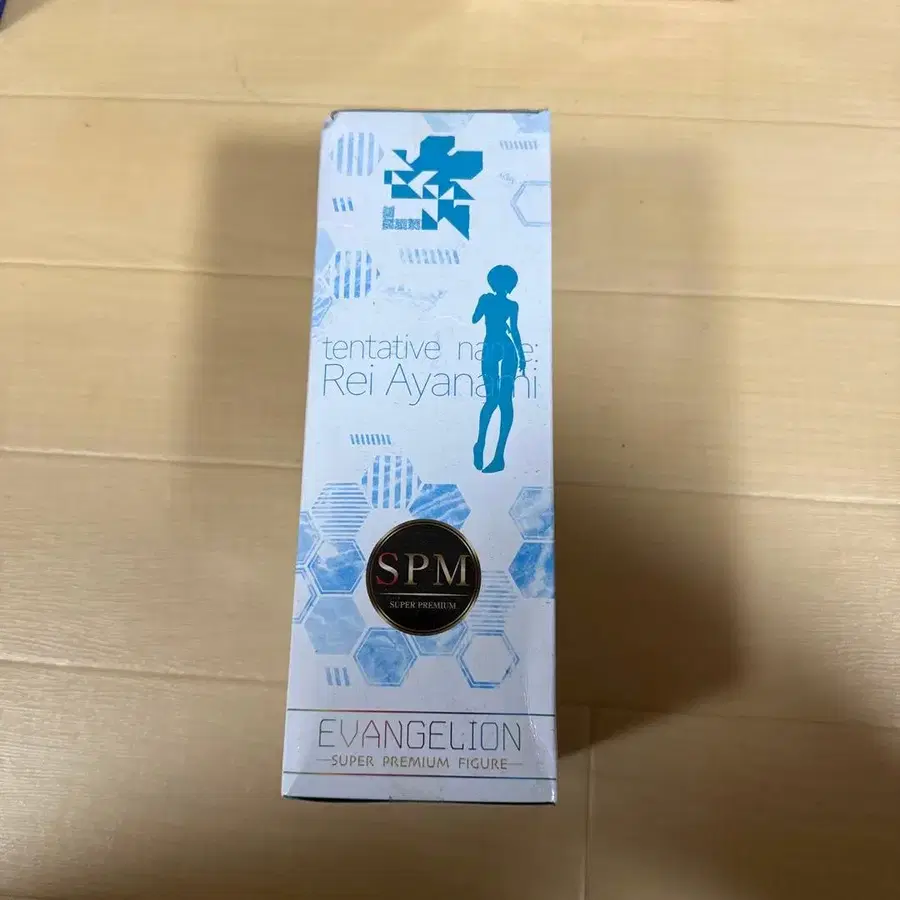 tentative name:
Rei Ayanami
SPM
SUPER PREMIUM
EVANGELION
SUPER PREMIUM FIGURE